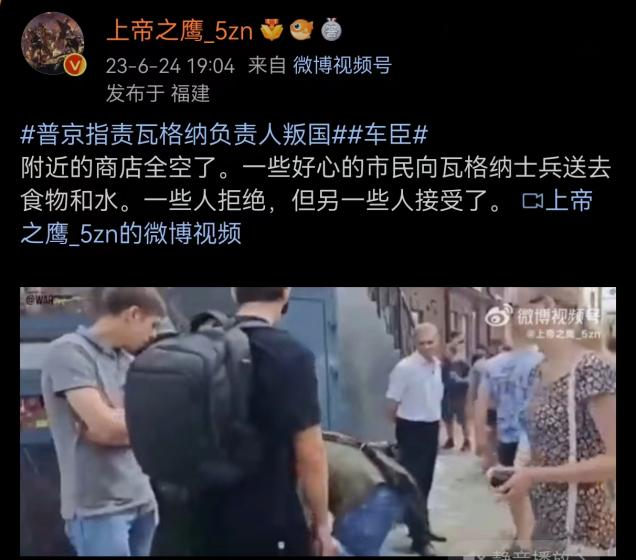 上帝之鹰_5zn
23-6-24 19:04 来自 微博视频号
发布于 福建
#普京指责瓦格纳负责人叛国##车臣#
附近的商店全空了。一些好心的市民向瓦格纳士兵送去
食物和水。一些人拒绝，但另一些人接受了。上帝
之鹰_5zn的微博视频
@WAR
微博视频号
@上帝之鹰_5zn
静音播放